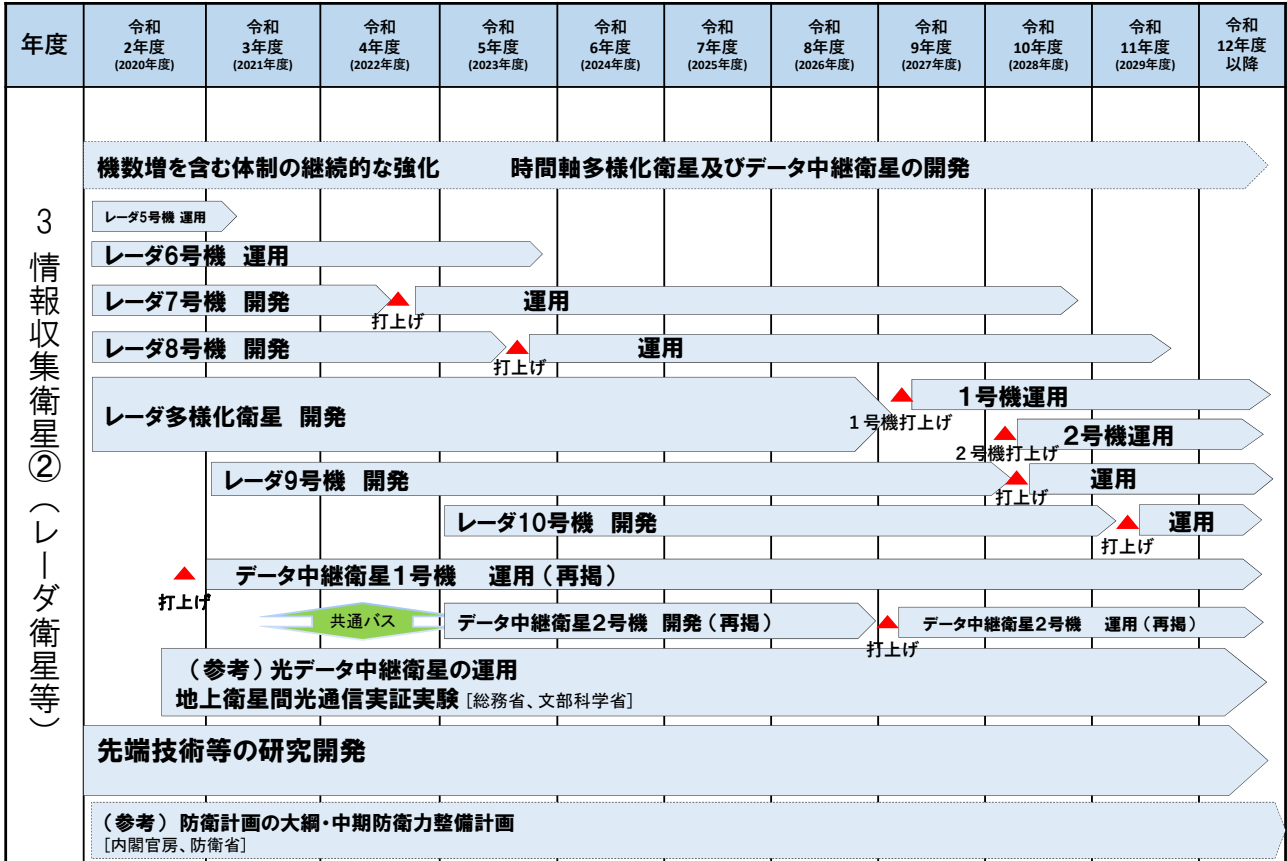 年度
令和
2年度
(2020年度)
令和
3年度
(2021年度)
令和
4年度
(2022年度)
令和
5年度
(2023年度)
令和
6年度
(2024年度)
令和
7年度
(2025年度)
令和
8年度
(2026年度)
令和
9年度
(2027年度)
令和
10年度
(2028年度)
令和
11年度
(2029年度)
令和
12年度
以降
3 情報収集衛星②(レーダ衛星等)
機数増を含む体制の継続的な強化 時間軸多様化衛星及びデータ中継衛星の開発
レーダ5号機 運用
レーダ6号機 運用
レーダ7号機 開発
打上げ
運用
レーダ8号機 開発
打上げ
運用
レーダ多様化衛星 開発
1号機打上げ
1号機運用
2号機打上げ
2号機運用
レーダ9号機 開発
打上げ
運用
レーダ10号機 開発
打上げ
運用
打上げ
データ中継衛星1号機 運用(再掲)
共通バス
データ中継衛星2号機 開発(再掲)
打上げ
データ中継衛星2号機 運用(再掲)
(参考)光データ中継衛星の運用
地上衛星間光通信実証実験 [総務省、文部科学省]
先端技術等の研究開発
(参考) 防衛計画の大綱・中期防衛力整備計画
[内閣官房、防衛省]